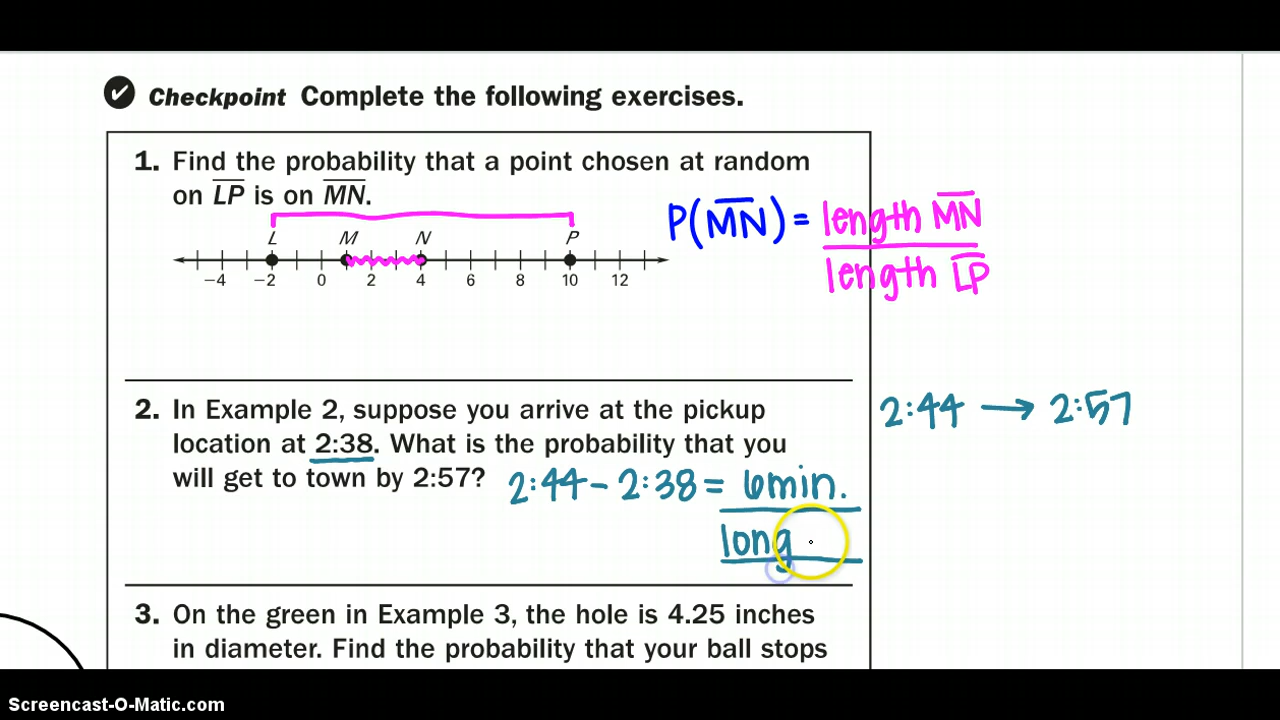 ✔ Checkpoint Complete the following exercises.
1. Find the probability that a point chosen at random
on LP is on MN.
P(MN) = length MN
length LP
L M N P
−4 −2 0 2 4 6 8 10 12
2. In Example 2, suppose you arrive at the pickup
location at 2:38. What is the probability that you
will get to town by 2:57?
2:44 → 2:57
2:44 − 2:38 = 6 min.
long
3. On the green in Example 3, the hole is 4.25 inches
in diameter. Find the probability that your ball stops
Screencast-O-Matic.com